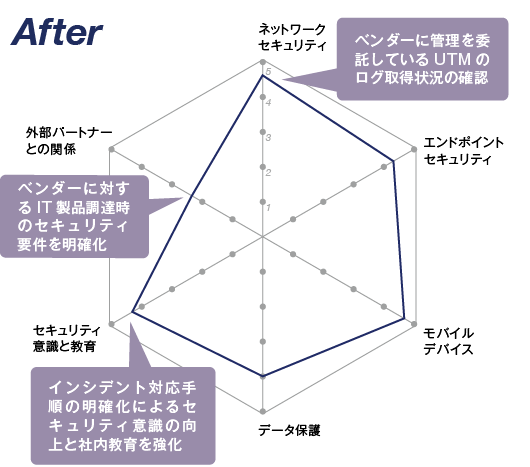 After
ネットワーク
セキュリティ
ベンダーに管理を委
託しているUTMの
ログ取得状況の確認
5
4
3
2
1
外部パートナー
との関係
エンドポイント
セキュリティ
ベンダーに対す
るIT製品調達時
のセキュリティ
要件を明確化
セキュリティ
意識と教育
モバイル
デバイス
インシデント対応手
順の明確化によるセ
キュリティ意識の向
上と社内教育を強化
データ保護